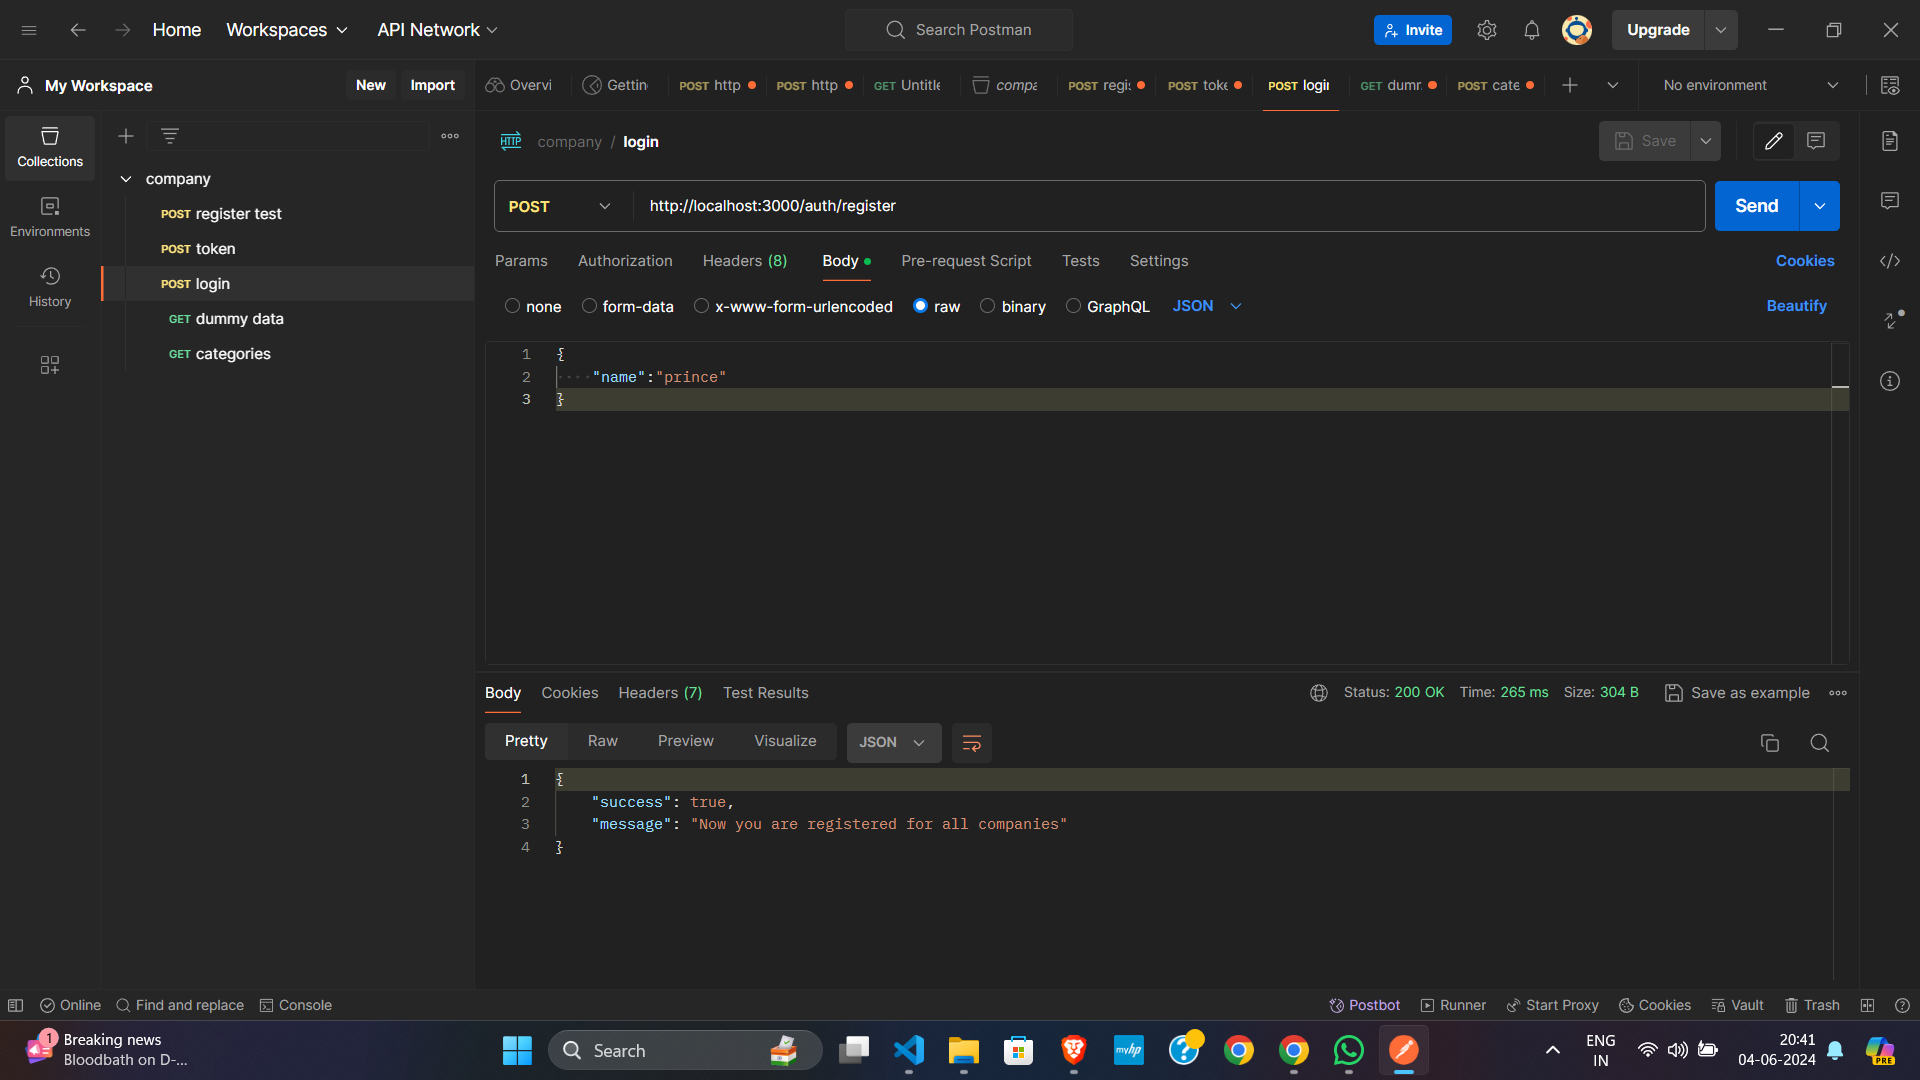 Home
Workspaces
API Network
Search Postman
Invite
Upgrade
My Workspace
New
Import
Overvi
Gettin
POST http
POST http
GET Untitle
compa
POST regis
POST toke
POST login
GET dumm
POST cate
No environment
Collections
Environments
History
company
POST register test
POST token
POST login
GET dummy data
GET categories
HTTP company / login
Save
POST http://localhost:3000/auth/register
Send
Params Authorization Headers (8) Body Pre-request Script Tests Settings
Cookies
none form-data x-www-form-urlencoded raw binary GraphQL JSON
Beautify
1 {
2 "name":"prince"
3 }
Body Cookies Headers (7) Test Results
Status: 200 OK Time: 265 ms Size: 304 B Save as example
Pretty Raw Preview Visualize JSON
1 {
2 "success": true,
3 "message": "Now you are registered for all companies"
4 }
Online Find and replace Console
Postbot Runner Start Proxy Cookies Vault Trash
1
Breaking news
Bloodbath on D-...
Search
myhp
ENG
IN
20:41
04-06-2024
PRE